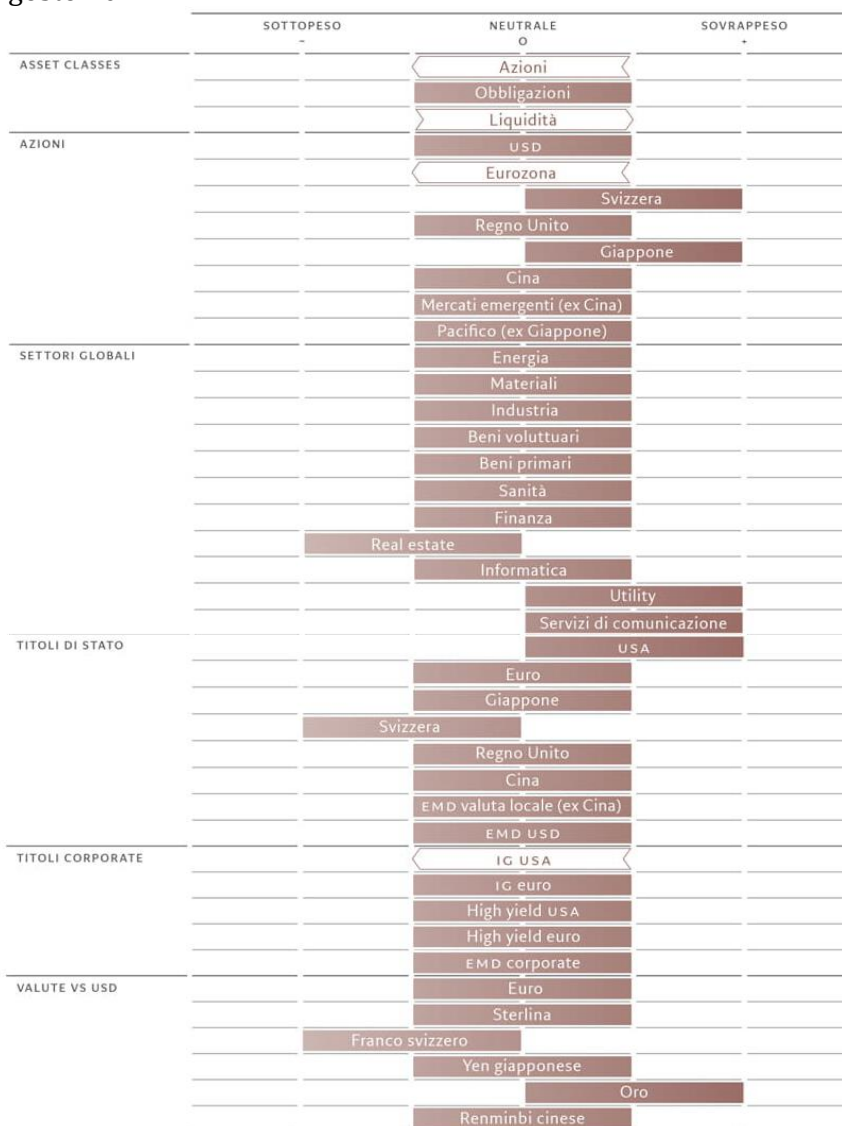 SOTTOPESO NEUTRALE SOVRAPPESO
- O +
ASSET CLASSES Azioni
Obbligazioni
Liquidità
AZIONI USD
Eurozona
Svizzera
Regno Unito
Giappone
Cina
Mercati emergenti (ex Cina)
Pacifico (ex Giappone)
SETTORI GLOBALI Energia
Materiali
Industria
Beni voluttuari
Beni primari
Sanità
Finanza
Real estate
Informatica
Utility
Servizi di comunicazione
TITOLI DI STATO USA
Euro
Giappone
Svizzera
Regno Unito
Cina
EMD valuta locale (ex Cina)
EMD USD
TITOLI CORPORATE IG USA
IG euro
High yield USA
High yield euro
EMD corporate
VALUTE VS USD Euro
Sterlina
Franco svizzero
Yen giapponese
Oro
Renminbi cinese